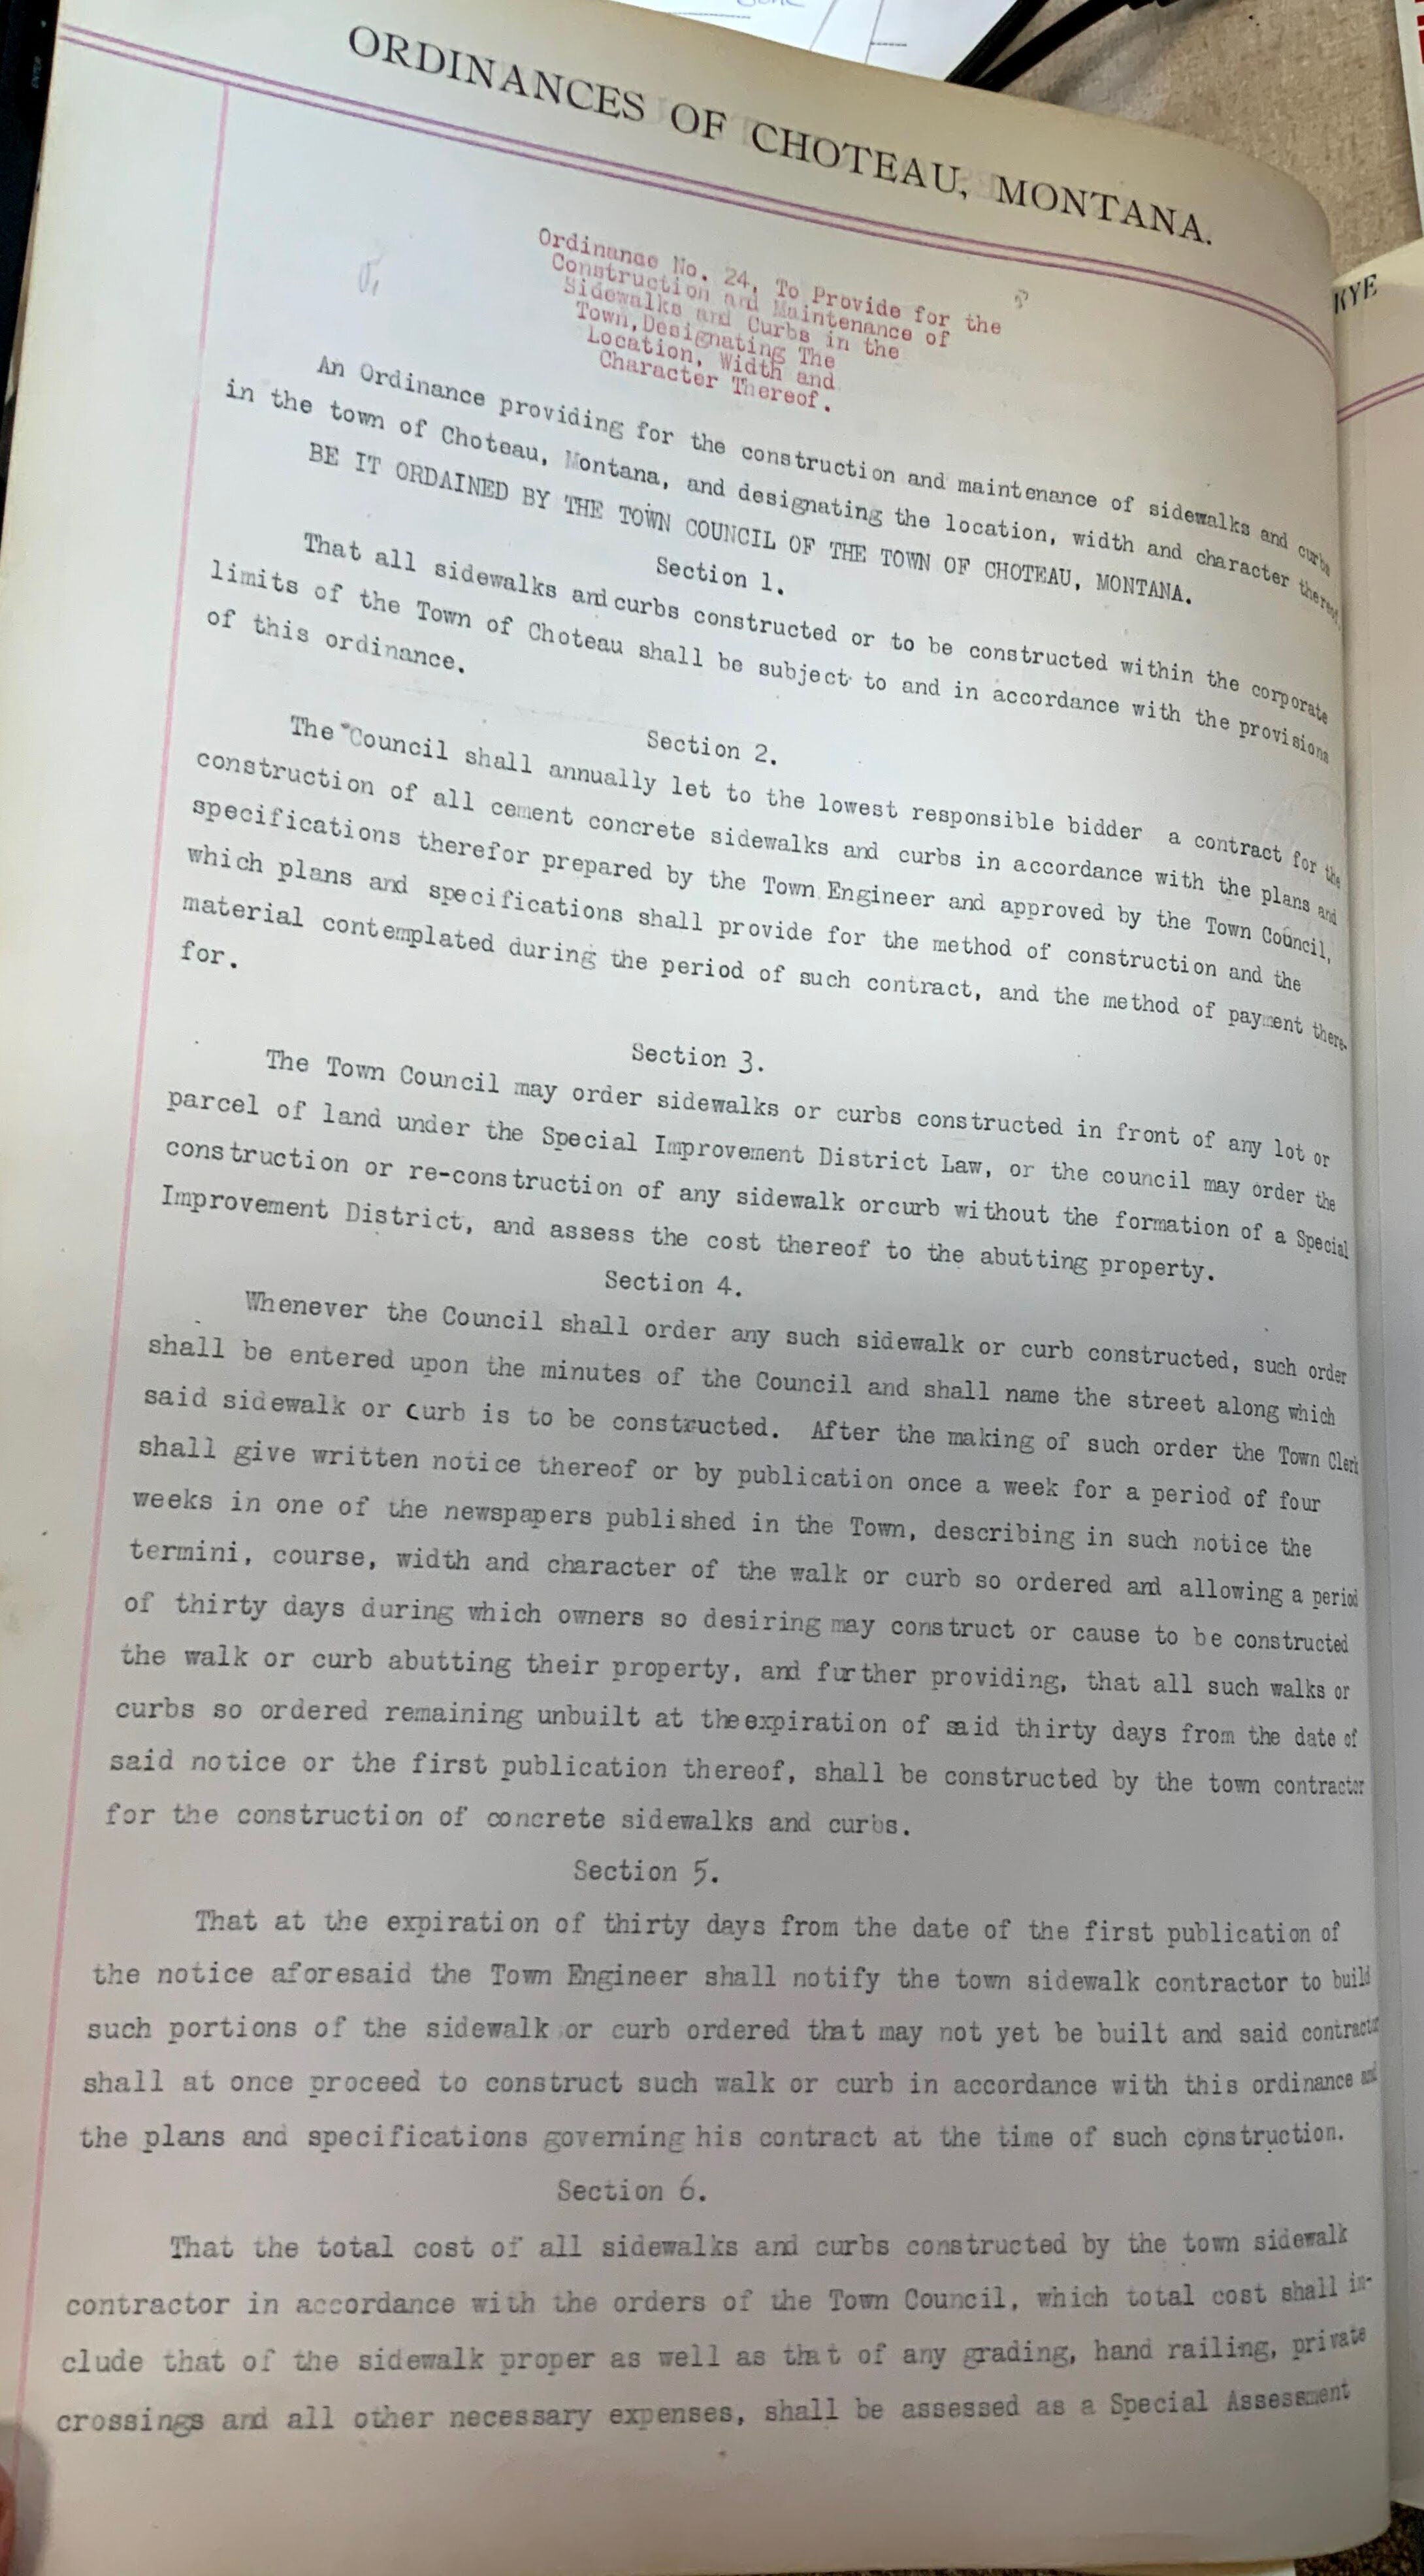 ORDINANCES OF CHOTEAU, MONTANA.
Ordinance No. 24, To Provide for the
Construction and Maintenance of
Sidewalks and Curbs in the
Town, Designating The
Location, Width and
Character Thereof.
An Ordinance providing for the construction and maintenance of sidewalks and curbs
in the town of Choteau, Montana, and designating the location, width and character thereof.
BE IT ORDAINED BY THE TOWN COUNCIL OF THE TOWN OF CHOTEAU, MONTANA.
Section 1.
That all sidewalks and curbs constructed or to be constructed within the corporate
limits of the Town of Choteau shall be subject to and in accordance with the provisions
of this ordinance.
Section 2.
The Council shall annually let to the lowest responsible bidder a contract for the
construction of all cement concrete sidewalks and curbs in accordance with the plans and
specifications therefor prepared by the Town Engineer and approved by the Town Council,
which plans and specifications shall provide for the method of construction and the
material contemplated during the period of such contract, and the method of payment there-
for.
Section 3.
The Town Council may order sidewalks or curbs constructed in front of any lot or
parcel of land under the Special Improvement District Law, or the council may order the
construction or re-construction of any sidewalk or curb without the formation of a Special
Improvement District, and assess the cost thereof to the abutting property.
Section 4.
Whenever the Council shall order any such sidewalk or curb constructed, such order
shall be entered upon the minutes of the Council and shall name the street along which
said sidewalk or curb is to be constructed. After the making of such order the Town Clerk
shall give written notice thereof or by publication once a week for a period of four
weeks in one of the newspapers published in the Town, describing in such notice the
termini, course, width and character of the walk or curb so ordered and allowing a period
of thirty days during which owners so desiring may construct or cause to be constructed
the walk or curb abutting their property, and further providing, that all such walks or
curbs so ordered remaining unbuilt at the expiration of said thirty days from the date of
said notice or the first publication thereof, shall be constructed by the town contractor
for the construction of concrete sidewalks and curbs.
Section 5.
That at the expiration of thirty days from the date of the first publication of
the notice aforesaid the Town Engineer shall notify the town sidewalk contractor to build
such portions of the sidewalk or curb ordered that may not yet be built and said contractor
shall at once proceed to construct such walk or curb in accordance with this ordinance and
the plans and specifications governing his contract at the time of such construction.
Section 6.
That the total cost of all sidewalks and curbs constructed by the town sidewalk
contractor in accordance with the orders of the Town Council, which total cost shall in-
clude that of the sidewalk proper as well as that of any grading, hand railing, private
crossings and all other necessary expenses, shall be assessed as a Special Assessment